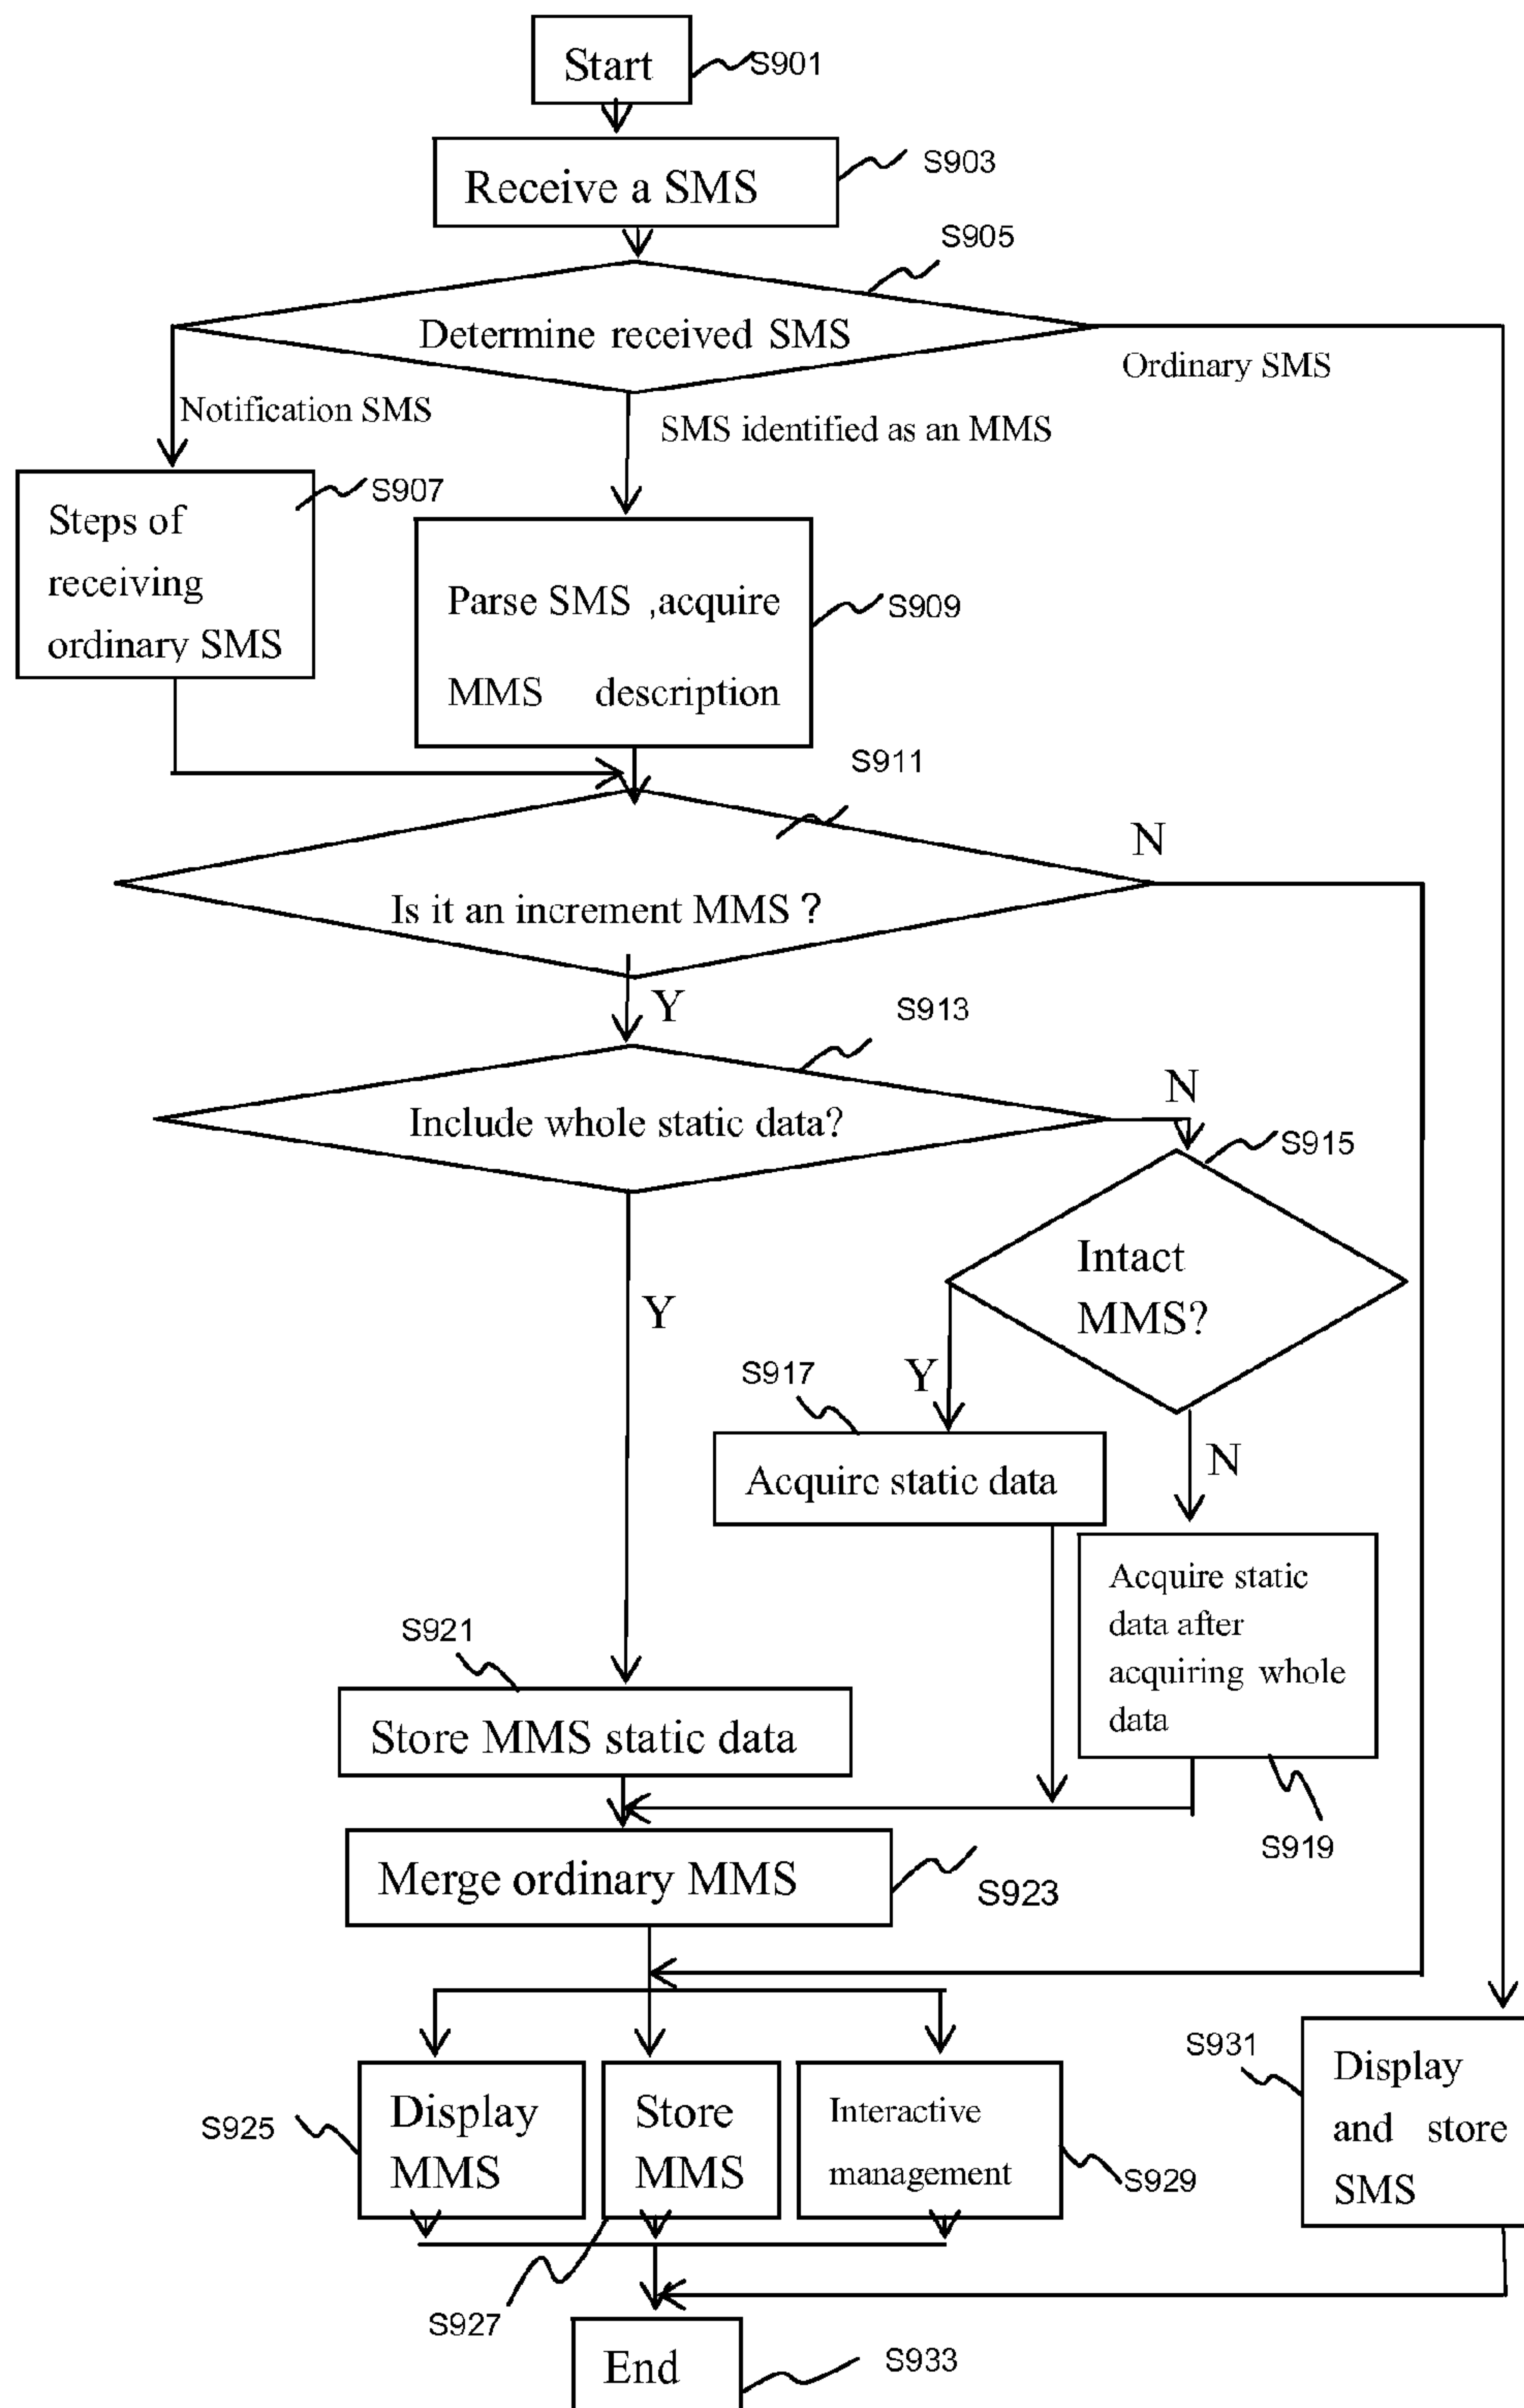 Start
S901
Receive a SMS
S903
S905
Determine received SMS
Ordinary SMS
Notification SMS
SMS identified as an MMS
S907
Steps of
receiving
ordinary SMS
Parse SMS ,acquire
MMS description
S909
S911
N
Is it an increment MMS ?
Y
S913
N
Include whole static data?
S915
Intact
MMS?
Y
S917
Y
N
Acquire static data
Acquire static
data after
acquiring whole
data
S921
Store MMS static data
S919
Merge ordinary MMS
S923
S931
Display
and store
SMS
S925
Display
MMS
Store
MMS
Interactive
management
S929
S927
End
S933